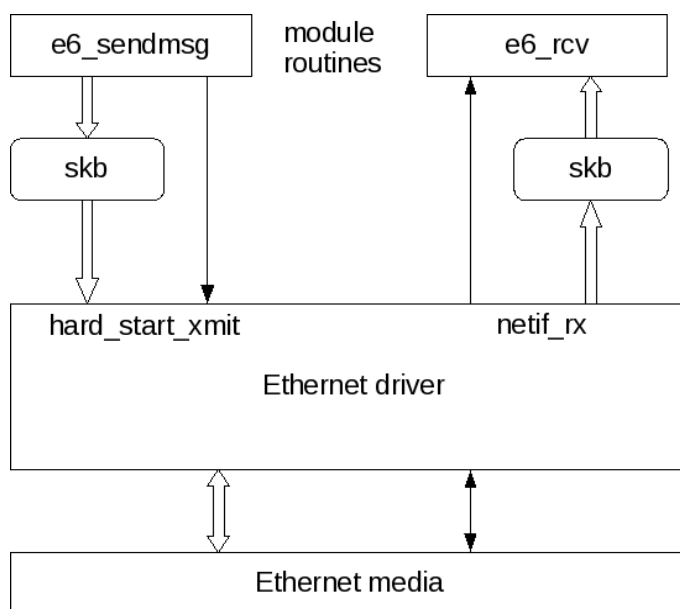 e6_sendmsg
module
routines
e6_rcv
skb
skb
hard_start_xmit
netif_rx
Ethernet driver
Ethernet media